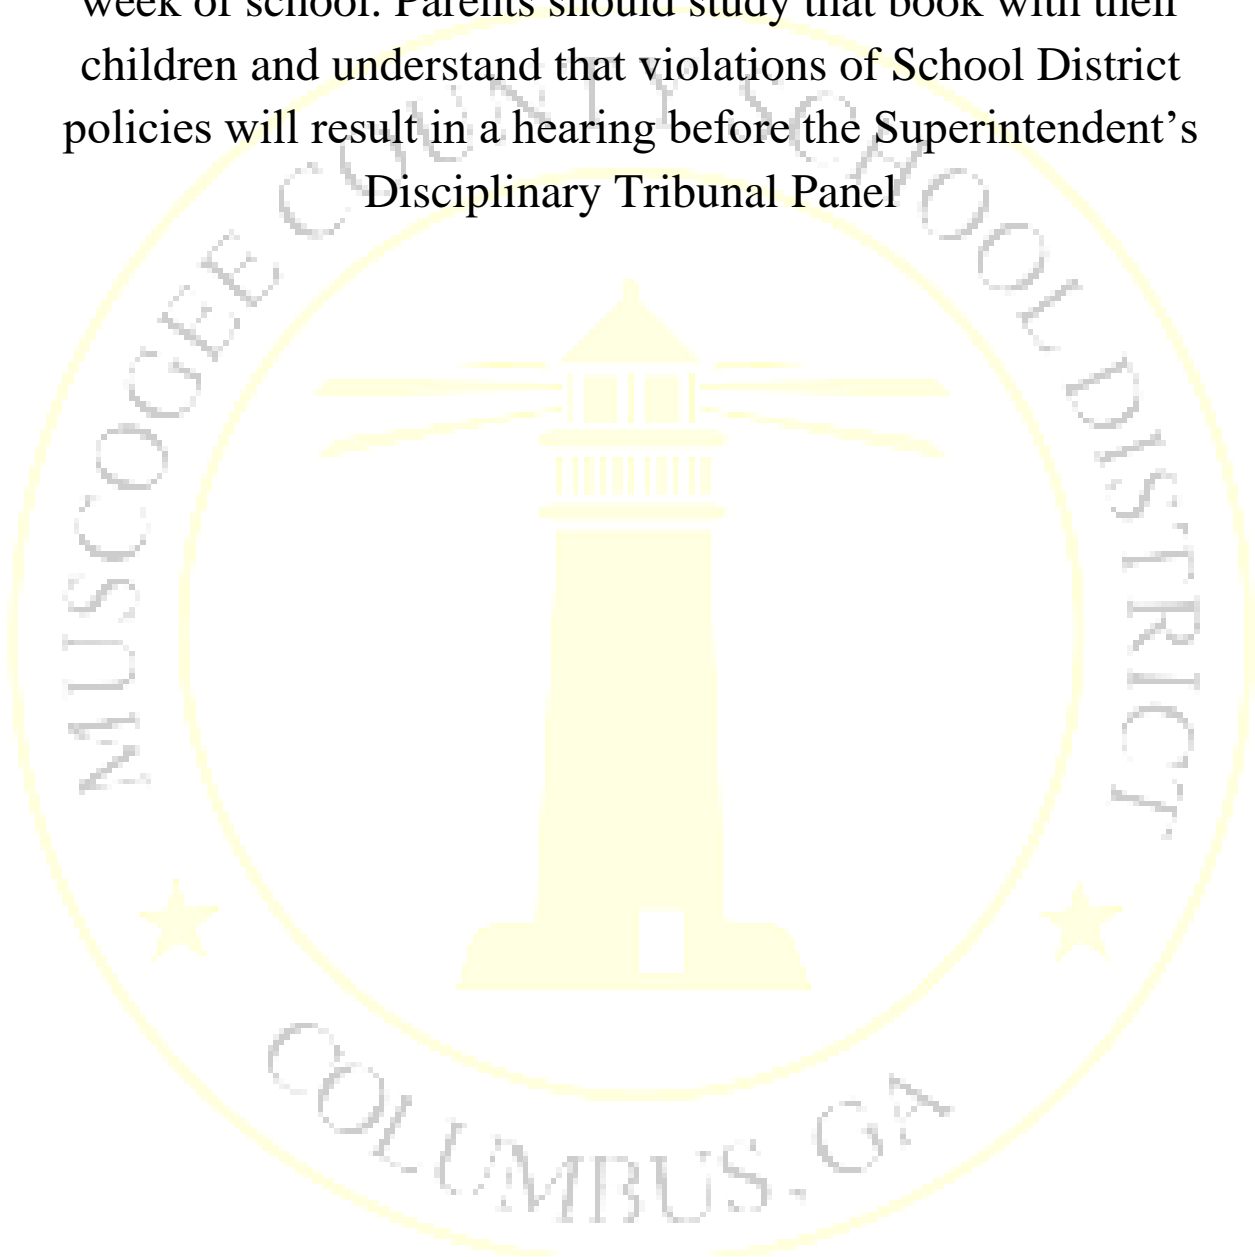 week of school. Parents should study that book with their
children and understand that violations of School District
policies will result in a hearing before the Superintendent’s
Disciplinary Tribunal Panel
MUSCOGEE COUNTY SCHOOL DISTRICT
COLUMBUS, GA